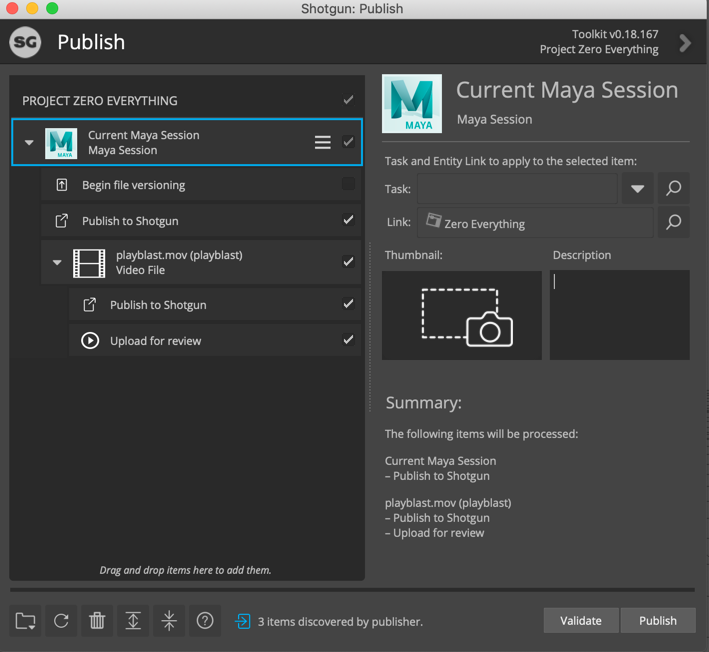 Shotgun: Publish
SG
Publish
Toolkit v0.18.167
Project Zero Everything
PROJECT ZERO EVERYTHING
MAYA
Current Maya Session
Maya Session
Begin file versioning
Publish to Shotgun
playblast.mov (playblast)
Video File
Publish to Shotgun
Upload for review
Drag and drop items here to add them.
MAYA
Current Maya Session
Maya Session
Task and Entity Link to apply to the selected item:
Task:
Link:
Zero Everything
Thumbnail:
Description
Summary:
The following items will be processed:
Current Maya Session
– Publish to Shotgun
playblast.mov (playblast)
– Publish to Shotgun
– Upload for review
?
3 items discovered by publisher.
Validate
Publish